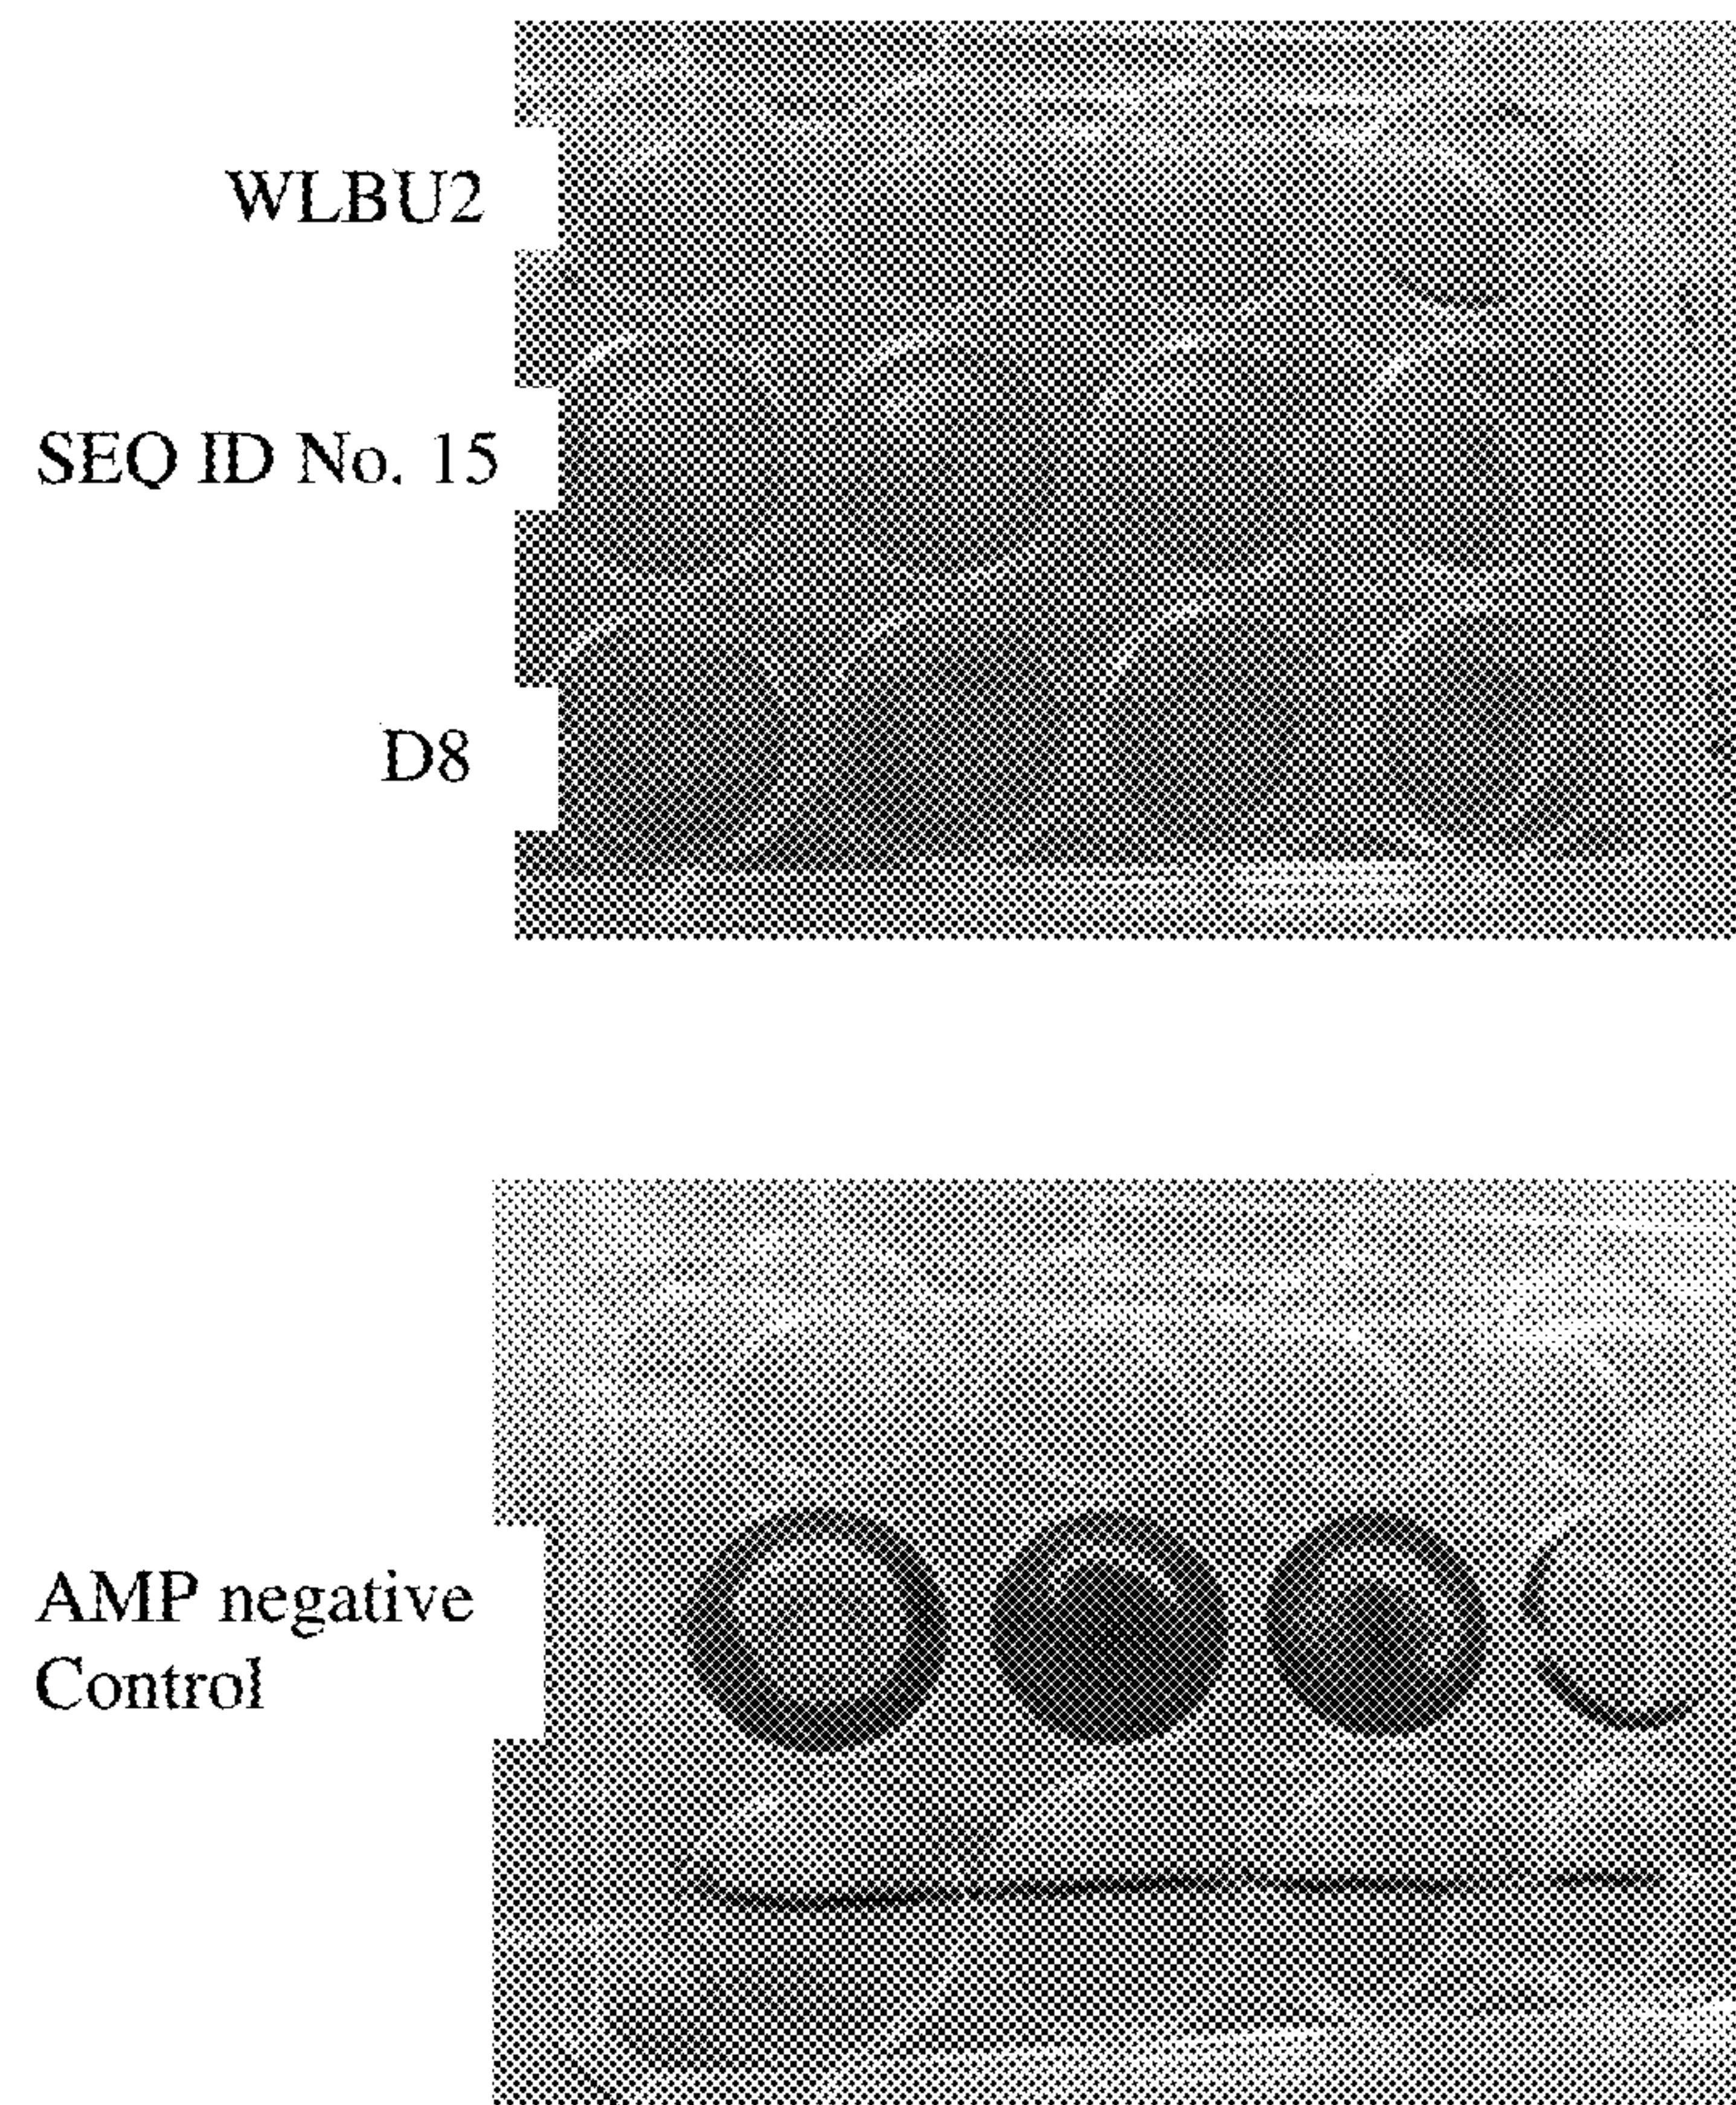 WLBU2
SEQ ID No. 15
D8
AMP negative
Control